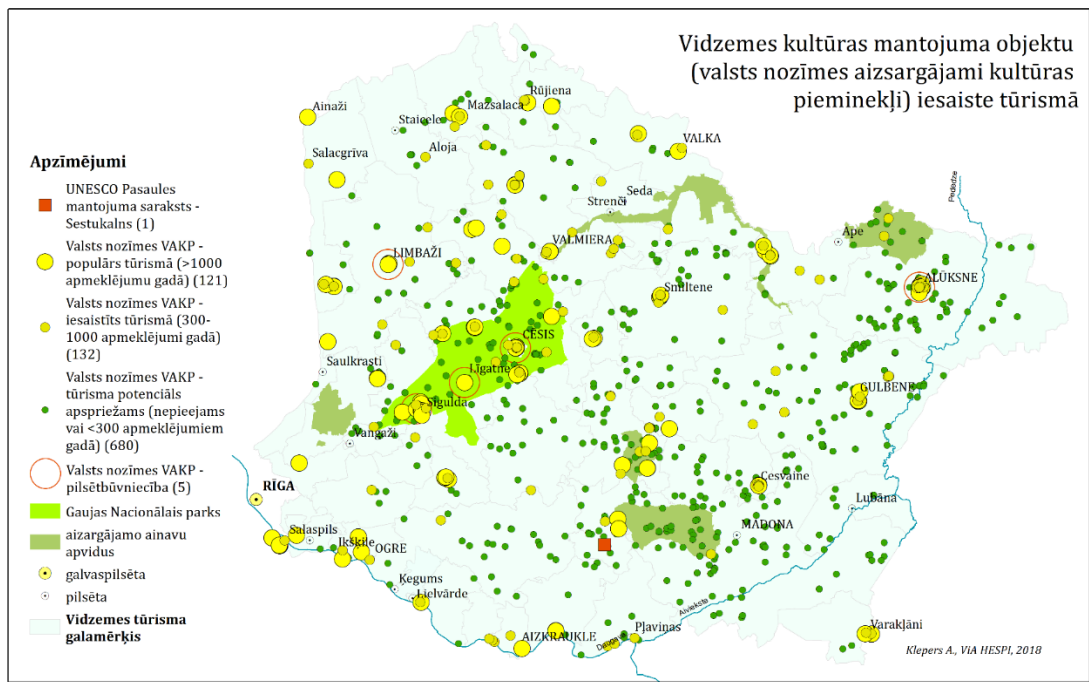 Vidzemes kultūras mantojuma objektu
(valsts nozīmes aizsargājami kultūras
pieminekļi) iesaiste tūrismā
Apzīmējumi
UNESCO Pasaules
mantojuma saraksts -
Sestukalns (1)
Valsts nozīmes VAKP -
populārs tūrismā (>1000
apmeklējumu gadā) (121)
Valsts nozīmes VAKP -
iesaistīts tūrismā (300-
1000 apmeklējumi gadā)
(132)
Valsts nozīmes VAKP -
tūrisma potenciāls
apspriežams (nepieejams
vai <300 apmeklējumiem
gadā) (680)
Valsts nozīmes VAKP -
pilsētbūvniecība (5)
Gaujas Nacionālais parks
aizargājamo ainavu
apvidus
galvaspilsēta
pilsēta
Vidzemes tūrisma
galamērķis
Ainaži
Staicele
Mazsalaca
Rūjiena
Salacgrīva
Aloja
VALKA
Seda
Strenči
Pededze
Ape
LIMBAŽI
VALMIERA
ALŪKSNE
Smiltene
CĒSIS
Saulkrasti
Līgatne
GULBENE
Sigulda
Vangaži
RĪGA
Cesvaine
Lubāna
Salaspils
MADONA
Ikšķile
OGRE
Ķegums
Lielvārde
Aiviekste
AIZKRAUKLE
Daugava
Pļaviņas
Varakļāni
Klepers A., ViA HESPI, 2018